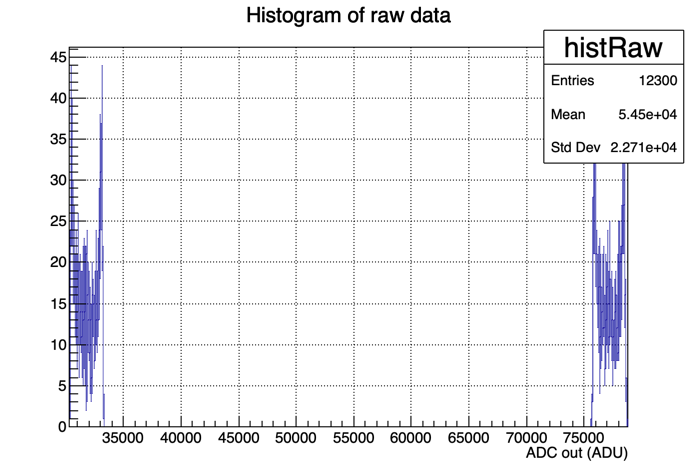 Histogram of raw data
histRaw
Entries 12300
Mean 5.45e+04
Std Dev 2.271e+04
45
40
35
30
25
20
15
10
5
0
35000 40000 45000 50000 55000 60000 65000 70000 75000
ADC out (ADU)